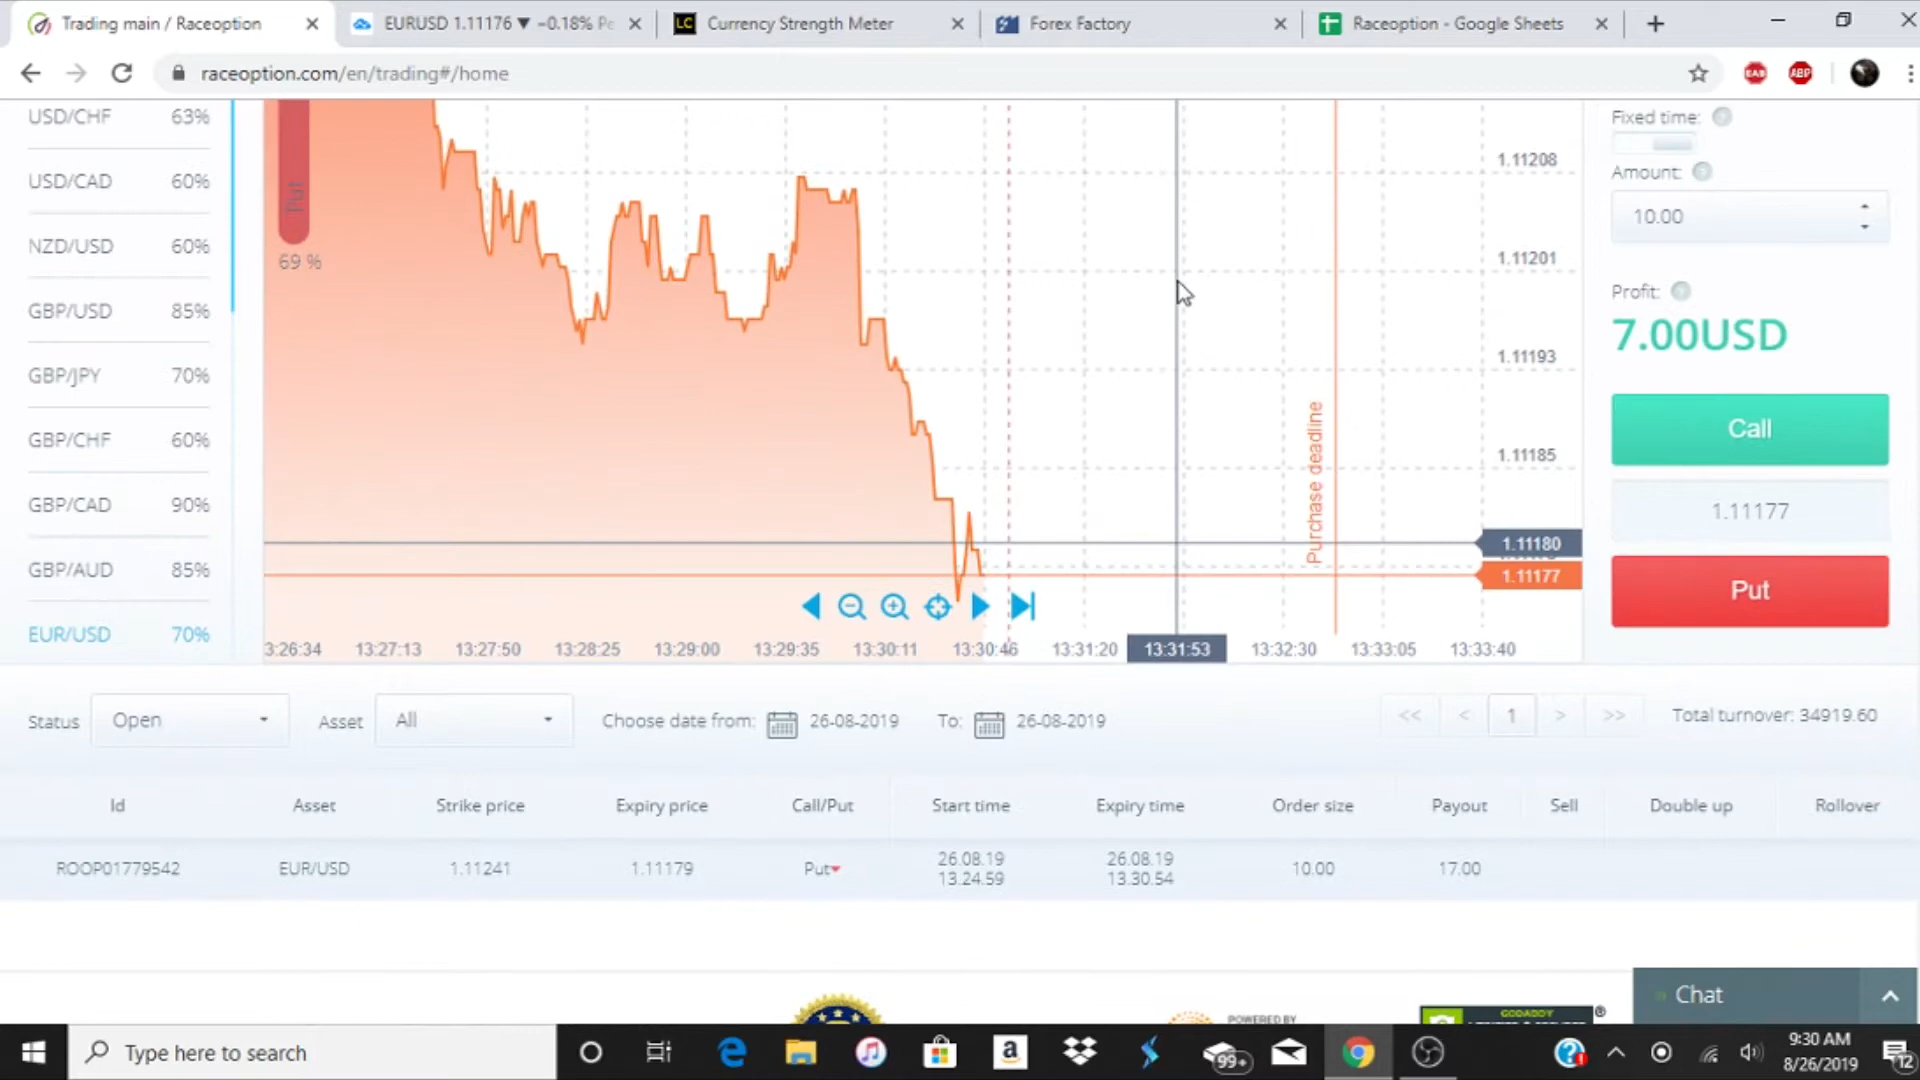 Trading main / Raceoption
EURUSD 1.11176 ▼ −0.18%
Currency Strength Meter
Forex Factory
Raceoption - Google Sheets
raceoption.com/en/trading#/home
EAB
ABP
USD/CHF 63%
USD/CAD 60%
NZD/USD 60%
GBP/USD 85%
GBP/JPY 70%
GBP/CHF 60%
GBP/CAD 90%
GBP/AUD 85%
EUR/USD 70%
Put
69 %
1.11208
1.11201
1.11193
1.11185
1.11180
1.11177
Purchase deadline
3:26:34 13:27:13 13:27:50 13:28:25 13:29:00 13:29:35 13:30:11 13:30:46 13:31:20 13:31:53 13:32:30 13:33:05 13:33:40
Fixed time:
Amount:
10.00
Profit:
7.00USD
Call
1.11177
Put
Status Open Asset All Choose date from: 26-08-2019 To: 26-08-2019 << < 1 > >> Total turnover: 34919.60
Id Asset Strike price Expiry price Call/Put Start time Expiry time Order size Payout Sell Double up Rollover
ROOP01779542 EUR/USD 1.11241 1.11179 Put 26.08.19 13.24.59 26.08.19 13.30.54 10.00 17.00
POWERED BY
GODADDY
®
Chat
Type here to search
99+
9:30 AM
8/26/2019
12